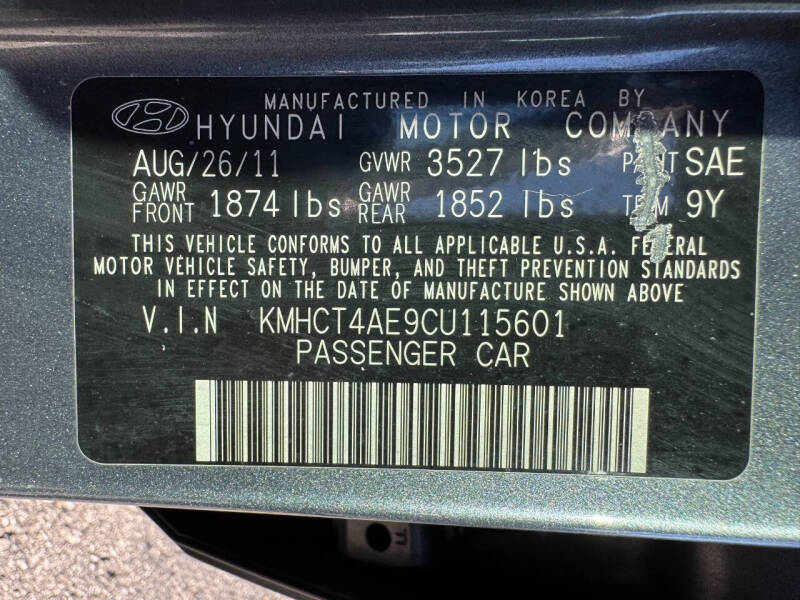 MANUFACTURED IN KOREA BY
HYUNDAI MOTOR COMPANY
AUG/26/11 GVWR 3527 lbs PAINT SAE
GAWR FRONT 1874 lbs GAWR REAR 1852 lbs TRIM 9Y
THIS VEHICLE CONFORMS TO ALL APPLICABLE U.S.A. FEDERAL
MOTOR VEHICLE SAFETY, BUMPER, AND THEFT PREVENTION STANDARDS
IN EFFECT ON THE DATE OF MANUFACTURE SHOWN ABOVE
V.I.N KMHCT4AE9CU115601
PASSENGER CAR